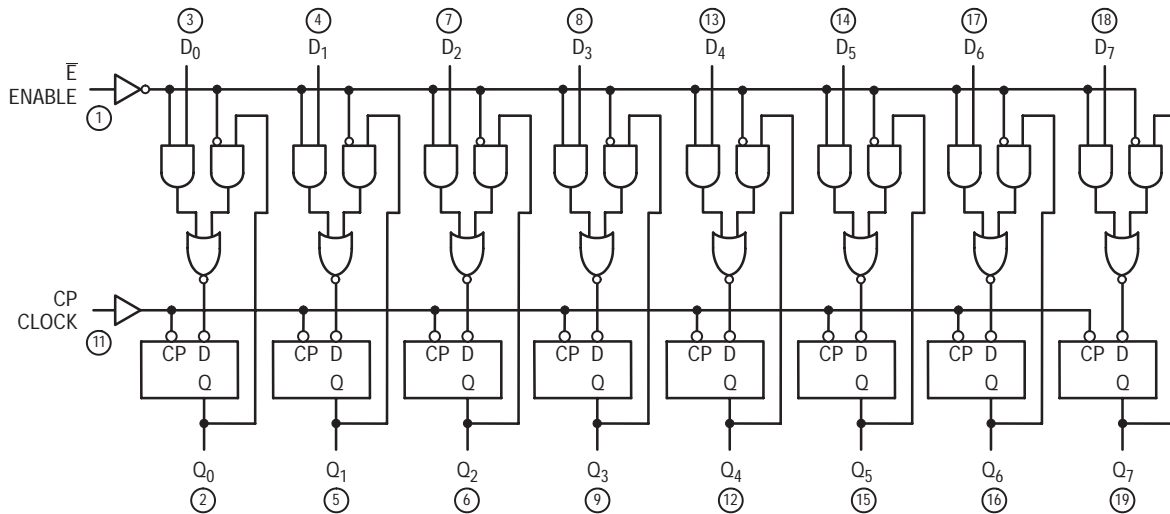 3 4 7 8 13 14 17 18
D₀ D₁ D₂ D₃ D₄ D₅ D₆ D₇
E̅
ENABLE
1
CP
CLOCK
11
CP D CP D CP D CP D CP D CP D CP D CP D
Q Q Q Q Q Q Q Q
Q₀ Q₁ Q₂ Q₃ Q₄ Q₅ Q₆ Q₇
2 5 6 9 12 15 16 19